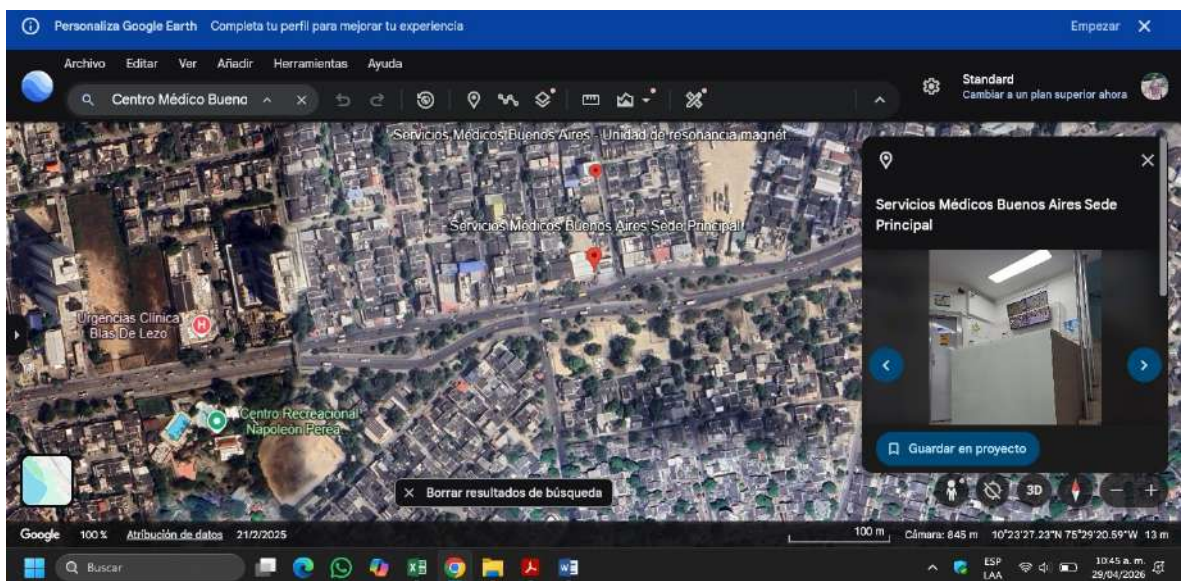 Personaliza Google Earth Completa tu perfil para mejorar tu experiencia Empezar
Archivo Editar Ver Añadir Herramientas Ayuda
Centro Médico Bueno
Standard
Cambiar a un plan superior ahora
Servicios Médicos Buenos Aires - Unidad de resonancia magnét
Servicios Médicos Buenos Aires Sede Principal
Urgencias Clínica
Blas De Lezo
H
Centro Recreacional
Napoleon Perea
Servicios Médicos Buenos Aires Sede
Principal
Guardar en proyecto
Borrar resultados de búsqueda
3D
Google 100 % Atribución de datos 21/2/2025 100 m Cámara: 845 m 10°23'27.23"N 75°29'20.59"W 13 m
Buscar
ESP
LAA
10:45 a. m.
29/04/2026